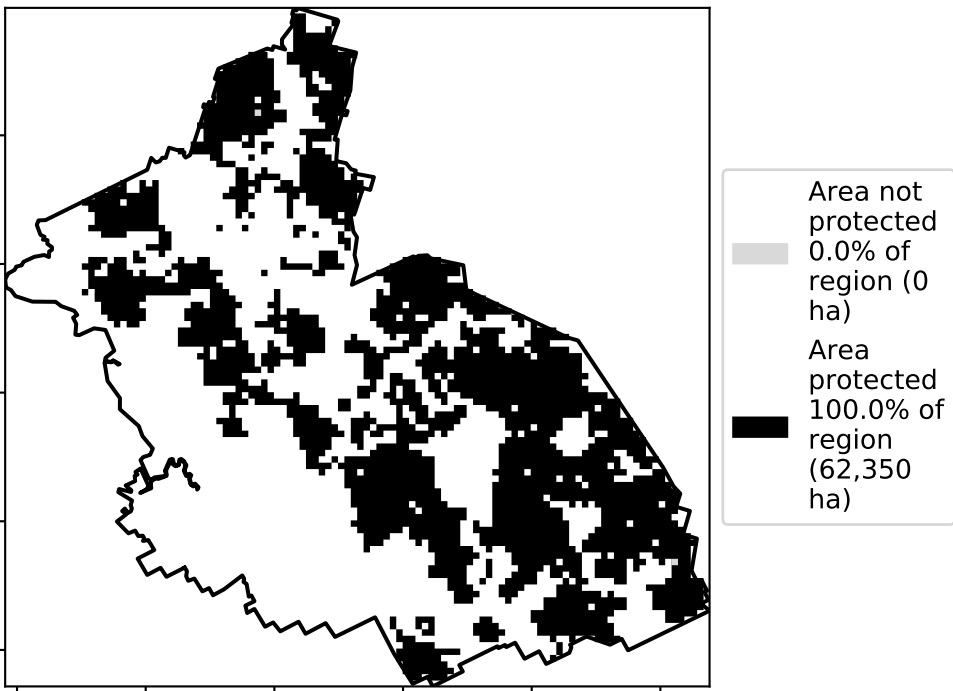 Area not
protected
0.0% of
region (0
ha)
Area
protected
100.0% of
region
(62,350
ha)